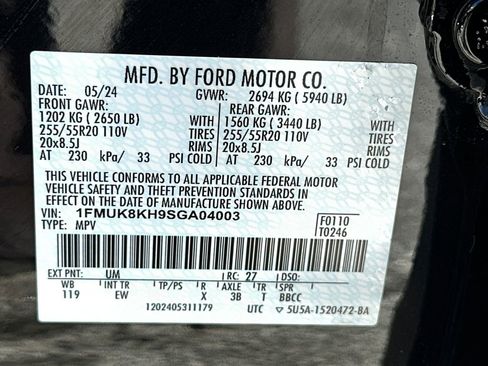 MFD. BY FORD MOTOR CO.
DATE: 05/24 GVWR: 2694 KG ( 5940 LB)
FRONT GAWR: REAR GAWR:
1202 KG ( 2650 LB) WITH 1560 KG ( 3440 LB) WITH
255/55R20 110V TIRES 255/55R20 110V TIRES
20x8.5J RIMS 20x8.5J RIMS
AT 230 kPa/ 33 PSI COLD AT 230 kPa/ 33 PSI COLD
THIS VEHICLE CONFORMS TO ALL APPLICABLE FEDERAL MOTOR
VEHICLE SAFETY AND THEFT PREVENTION STANDARDS IN
EFFECT ON THE DATE OF MANUFACTURE SHOWN ABOVE.
VIN: 1FMUK8KH9SGA04003 F0110
TYPE: MPV T0246
EXT PNT: UM RC: 27 DSO:
WB INT TR TP/PS R AXLE TR SPR
119 EW X 3B T BBCC
1202405311179 UTC 5U5A-1520472-BA